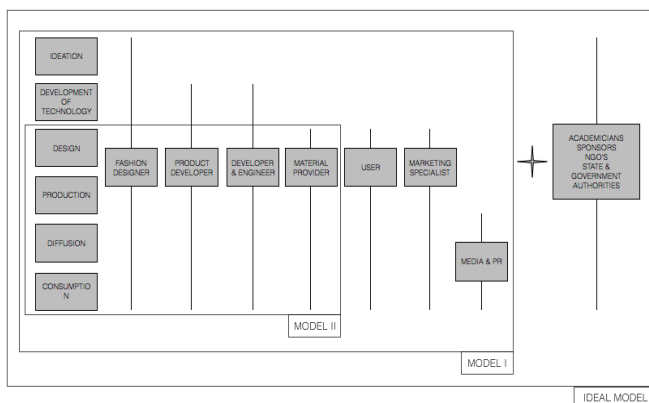 IDEATION
DEVELOPMENT
OF
TECHNOLOGY
DESIGN
PRODUCTION
DIFFUSION
CONSUMPTIO
N
FASHION
DESIGNER
PRODUCT
DEVELOPER
DEVELOPER
& ENGINEER
MATERIAL
PROVIDER
USER
MARKETING
SPECIALIST
MEDIA & PR
ACADEMICIANS
SPONSORS
NGO'S
STATE &
GOVERNMENT
AUTHORITIES
MODEL II
MODEL I
IDEAL MODEL